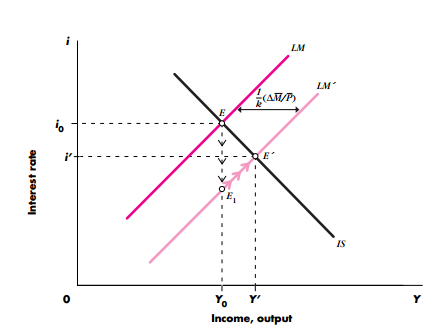 i
LM
LM´
1/k(ΔM̅/P̅)
E
i₀
i′
E´
E₁
IS
Interest rate
0
Y₀
Y′
Y
Income, output